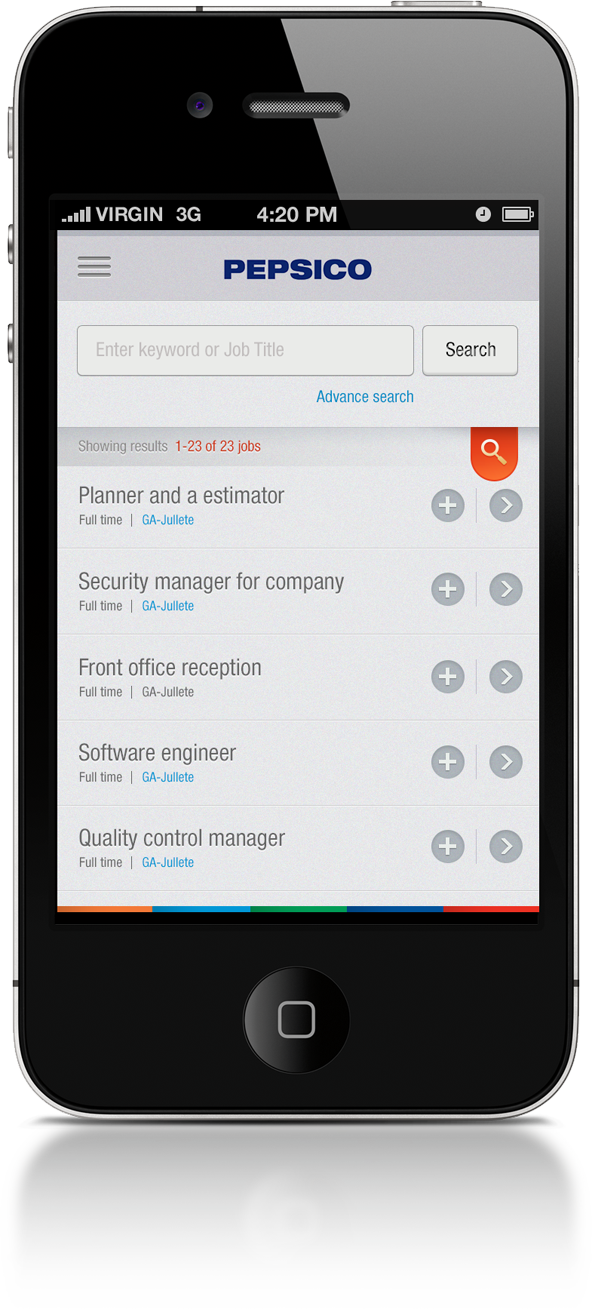 VIRGIN 3G 4:20 PM
PEPSICO
Enter keyword or Job Title Search
Advance search
Showing results 1-23 of 23 jobs
Planner and a estimator
Full time | GA-Jullete
Security manager for company
Full time | GA-Jullete
Front office reception
Full time | GA-Jullete
Software engineer
Full time | GA-Jullete
Quality control manager
Full time | GA-Jullete